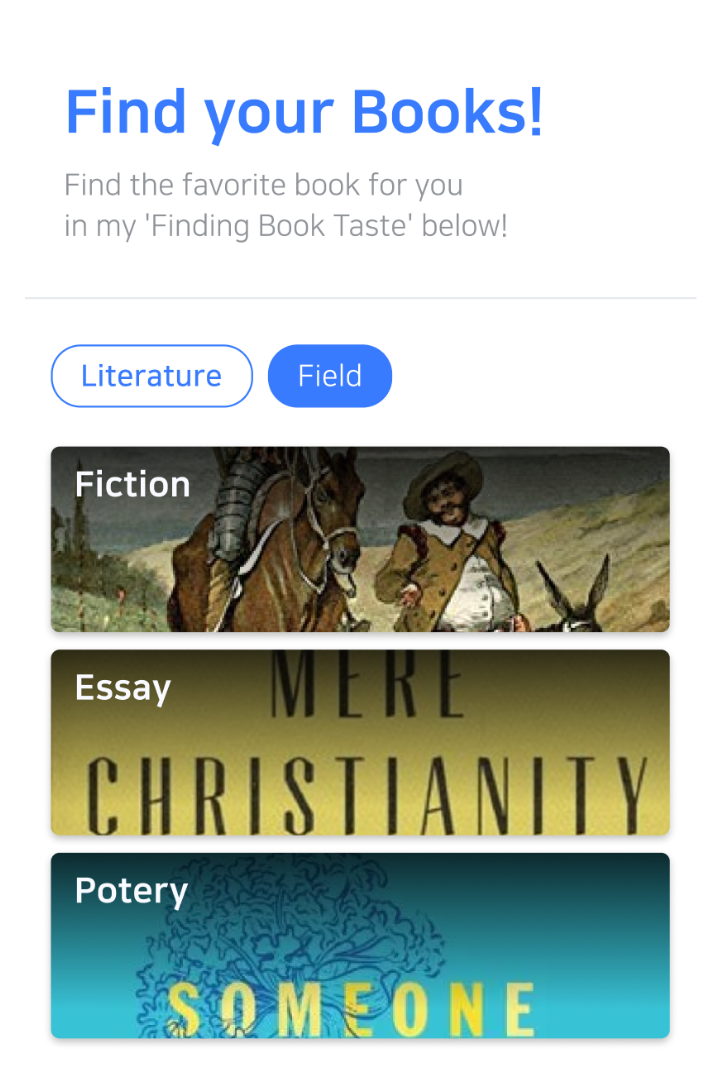 Find your Books!
Find the favorite book for you
in my 'Finding Book Taste' below!
Literature
Field
Fiction
Essay
MERE
CHRISTIANITY
Potery
SOMEONE